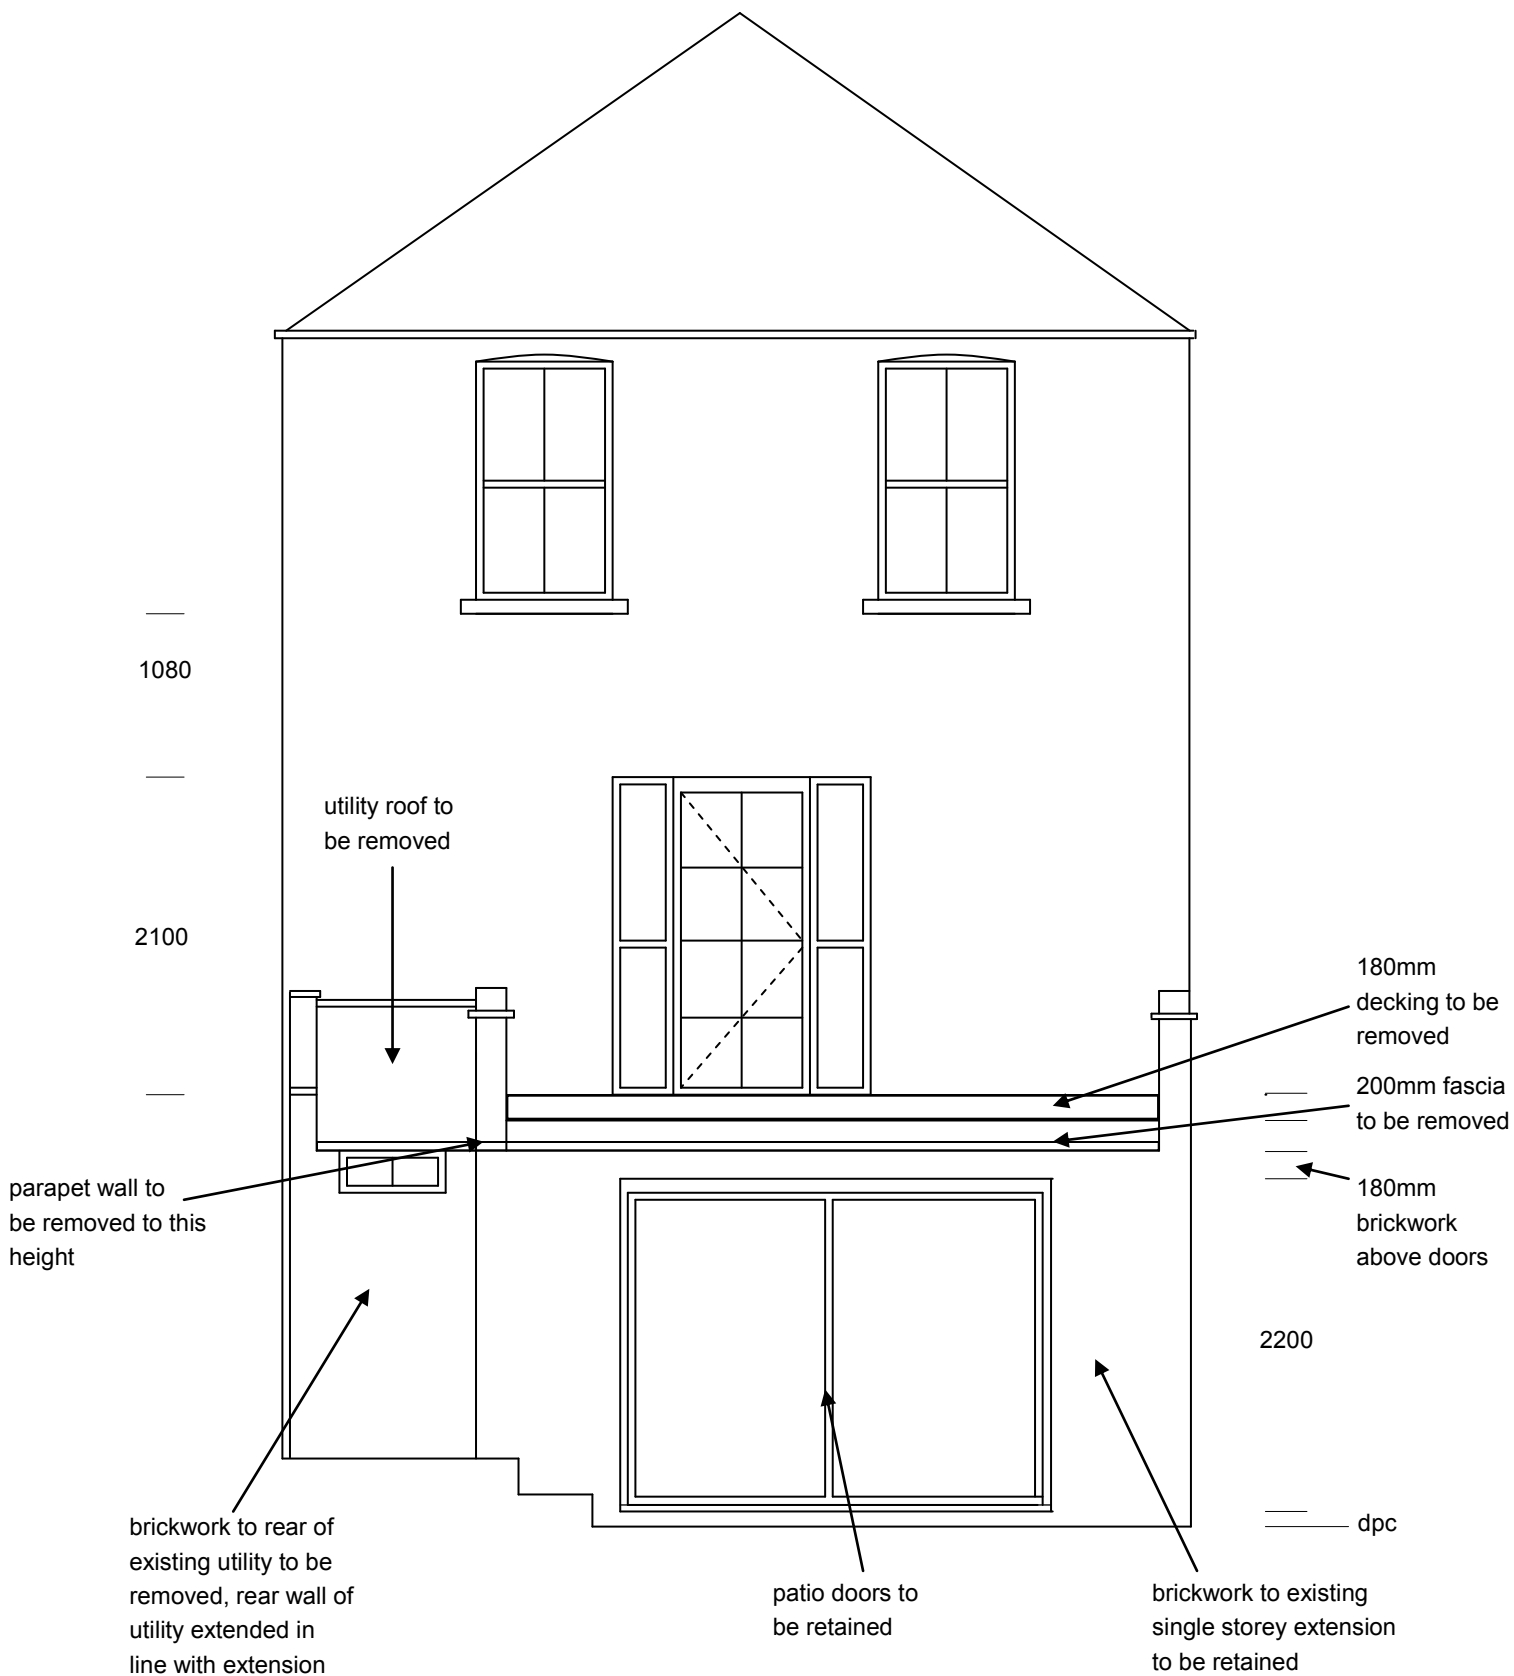 1080
utility roof to
be removed
2100
180mm
decking to be
removed
200mm fascia
to be removed
parapet wall to
be removed to this
height
180mm
brickwork
above doors
2200
dpc
brickwork to rear of
existing utility to be
removed, rear wall of
utility extended in
line with extension
patio doors to
be retained
brickwork to existing
single storey extension
to be retained